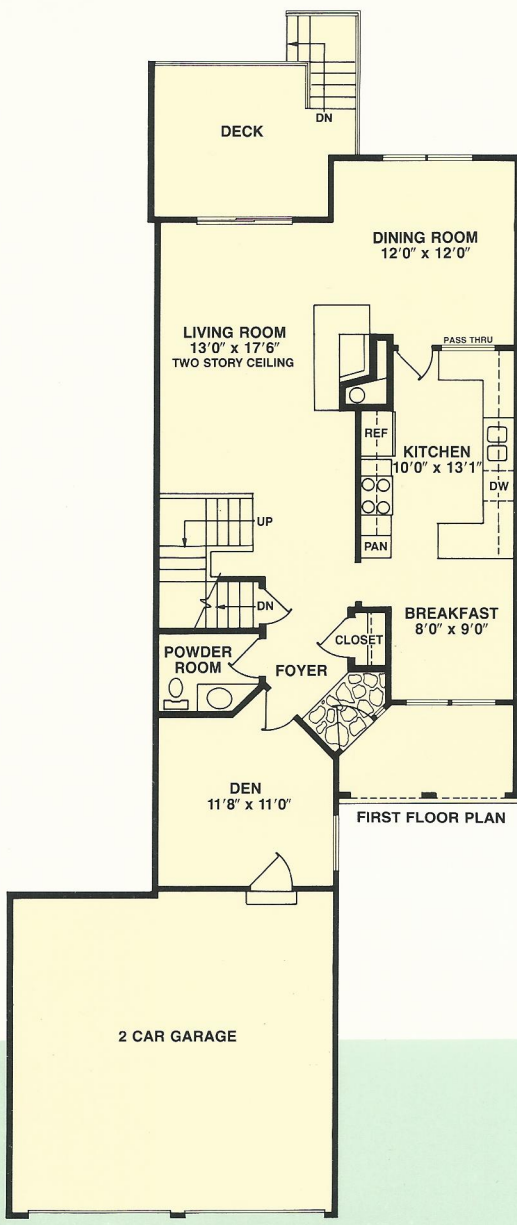 DN
DECK
DINING ROOM
12'0" x 12'0"
LIVING ROOM
13'0" x 17'6"
TWO STORY CEILING
PASS THRU
REF
KITCHEN
10'0" x 13'1"
DW
UP
PAN
DN
BREAKFAST
8'0" x 9'0"
POWDER
ROOM
CLOSET
FOYER
DEN
11'8" x 11'0"
FIRST FLOOR PLAN
2 CAR GARAGE